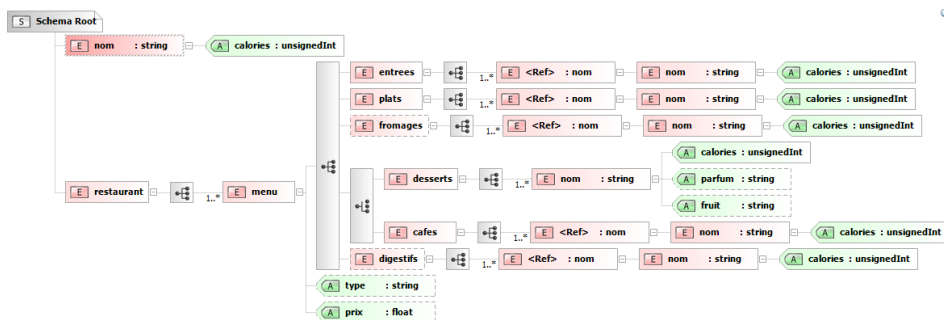 S Schema Root
E nom : string A calories : unsignedInt
E entrees 1..* E <Ref> : nom E nom : string A calories : unsignedInt
E plats 1..* E <Ref> : nom E nom : string A calories : unsignedInt
E fromages 1..* E <Ref> : nom E nom : string A calories : unsignedInt
A calories : unsignedInt
E desserts 1..* E nom : string A parfum : string
E restaurant 1..* E menu
A fruit : string
E cafes 1..* E <Ref> : nom E nom : string A calories : unsignedInt
E digestifs 1..* E <Ref> : nom E nom : string A calories : unsignedInt
A type : string
A prix : float